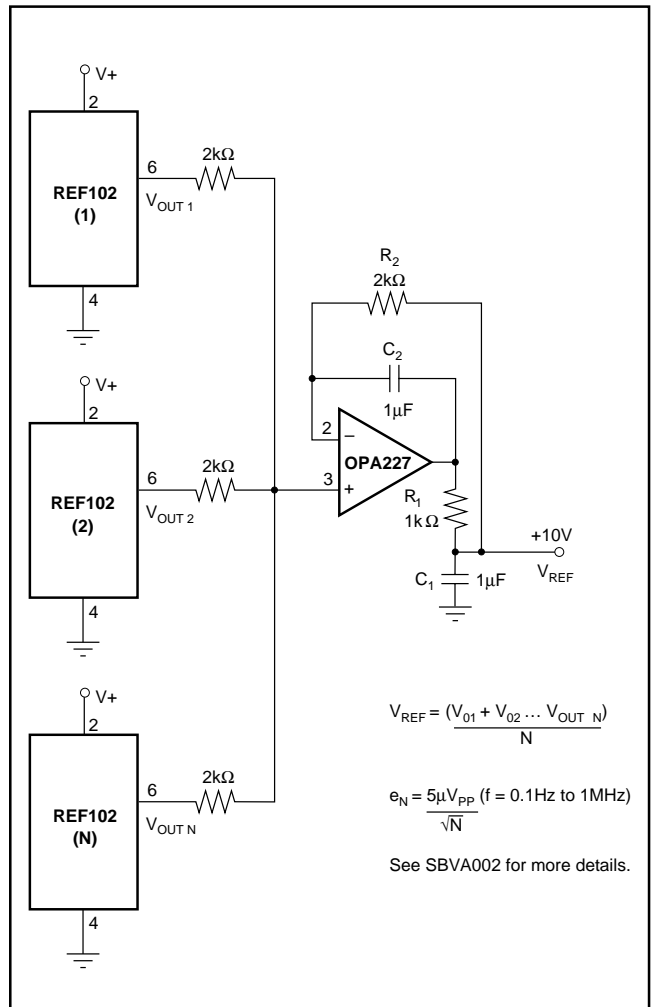 V+
2
REF102
(1)
6
V_OUT 1
2kΩ
4
V+
2
REF102
(2)
6
V_OUT 2
2kΩ
4
V+
2
REF102
(N)
6
V_OUT N
2kΩ
4
R_2
2kΩ
C_2
1µF
2
–
OPA227
3
+
R_1
1kΩ
+10V
V_REF
C_1
1µF
V_REF = (V_01 + V_02 … V_OUT N)
N
e_N = 5µV_PP (f = 0.1Hz to 1MHz)
√N
See SBVA002 for more details.